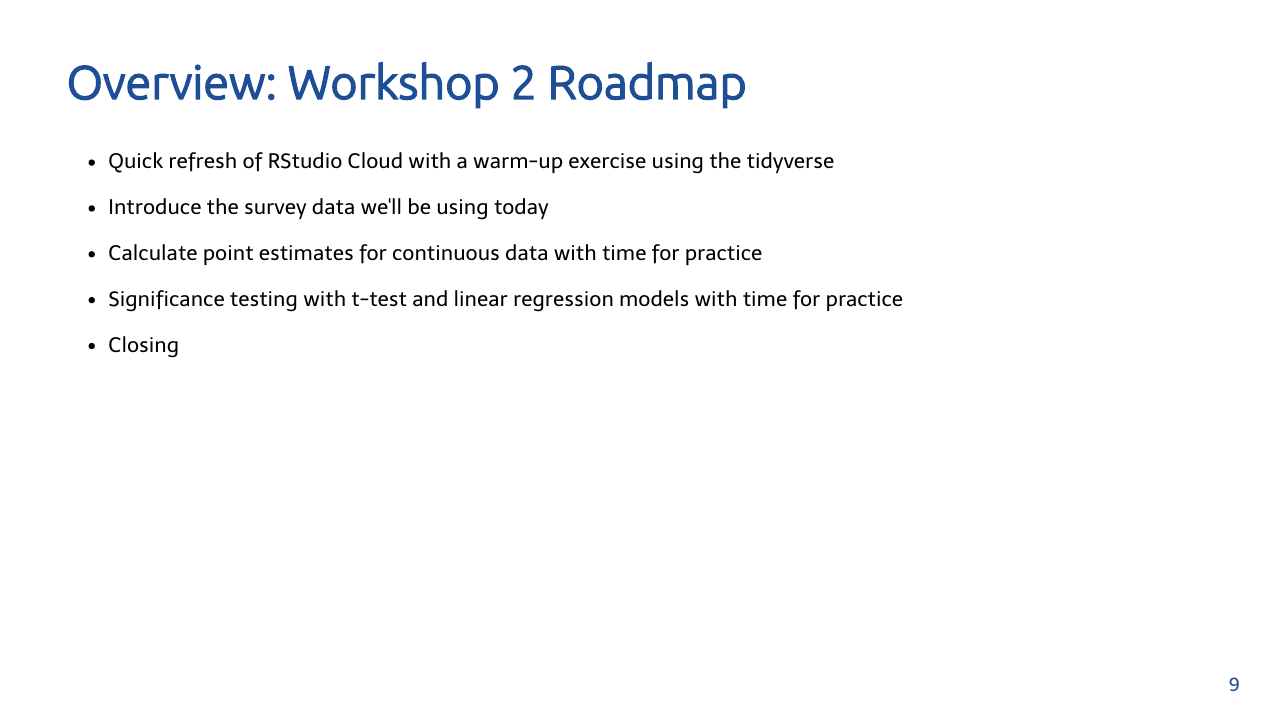 Overview: Workshop 2 Roadmap
• Quick refresh of RStudio Cloud with a warm-up exercise using the tidyverse
• Introduce the survey data we'll be using today
• Calculate point estimates for continuous data with time for practice
• Significance testing with t-test and linear regression models with time for practice
• Closing
9